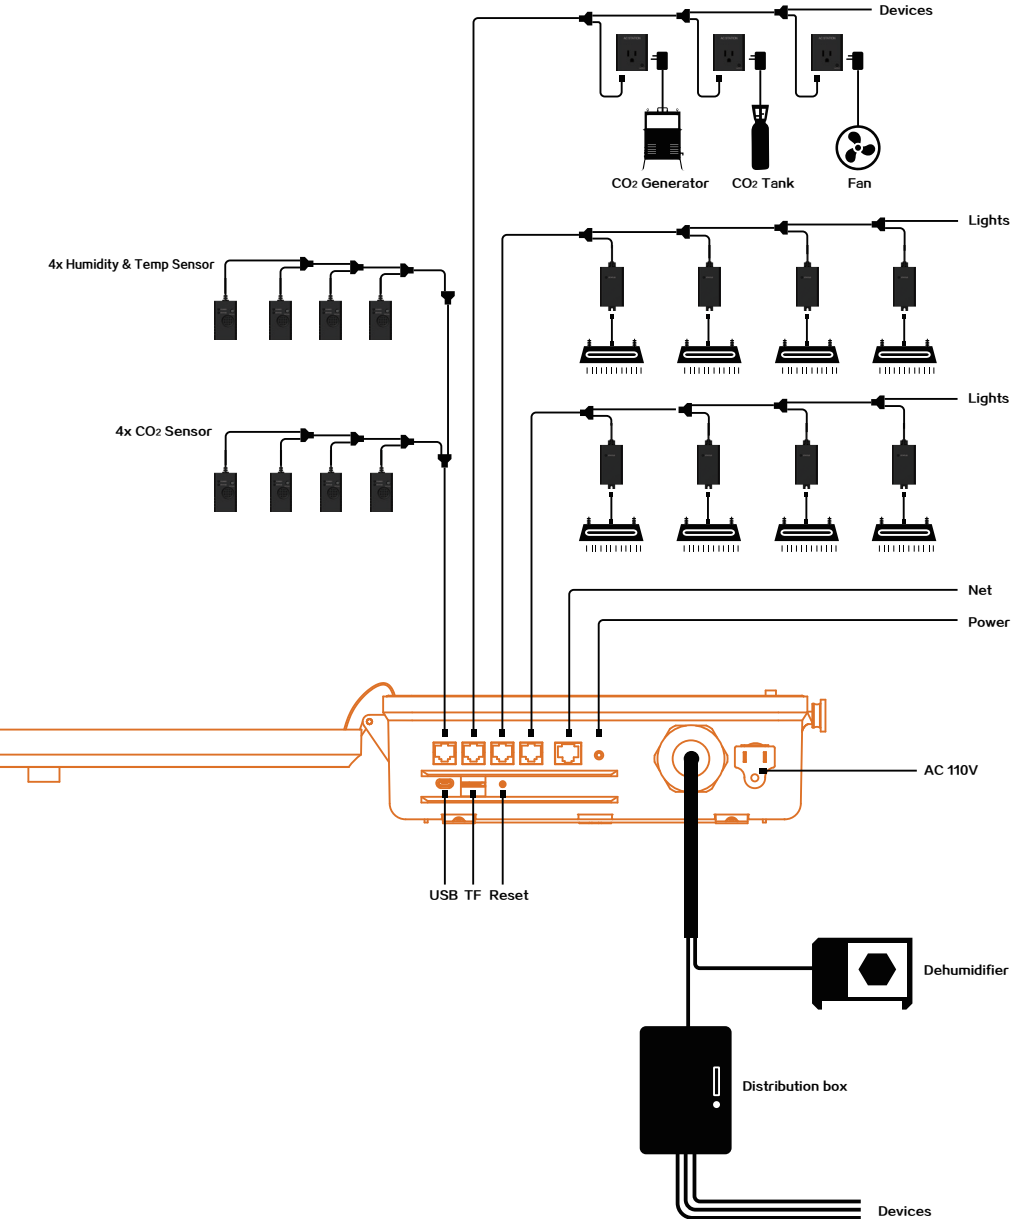 Devices
CO2 Generator
CO2 Tank
Fan
Lights
4x Humidity & Temp Sensor
Lights
4x CO2 Sensor
Net
Power
AC 110V
USB
TF
Reset
Dehumidifier
Distribution box
Devices